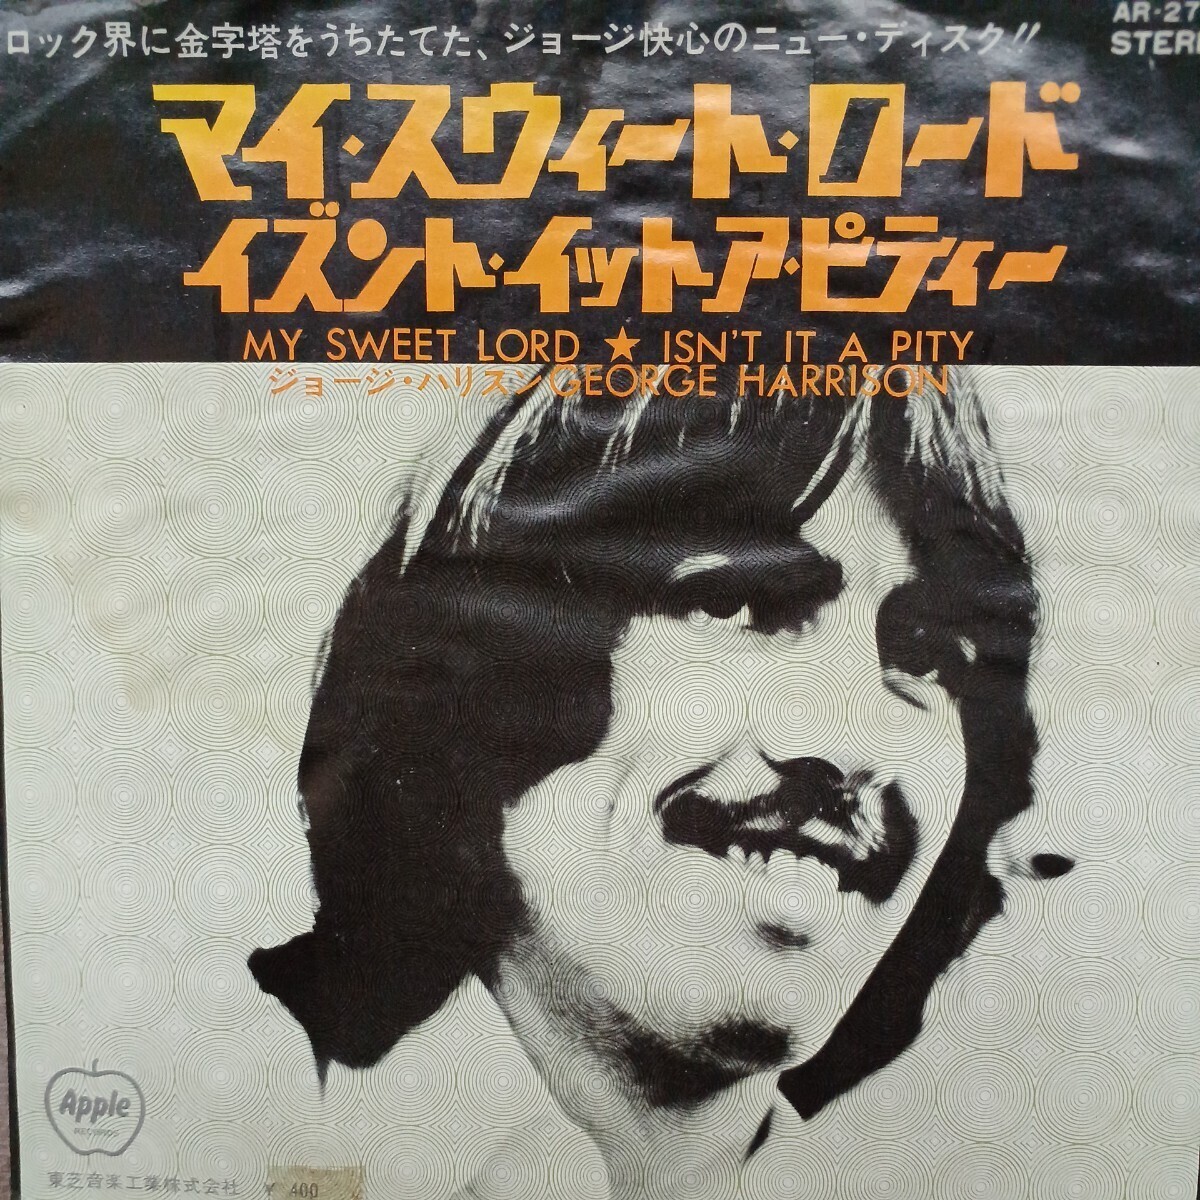 ロック界に金字塔をうちたてた、ジョージ快心のニュー・ディスク!!
AR-27
STERE
マイ・スウィート・ロード
イズント・イット・ア・ピティー
MY SWEET LORD ★ ISN'T IT A PITY
ジョージ・ハリスン GEORGE HARRISON
Apple
RECORDS
東芝音楽工業株式会社 ¥ 400